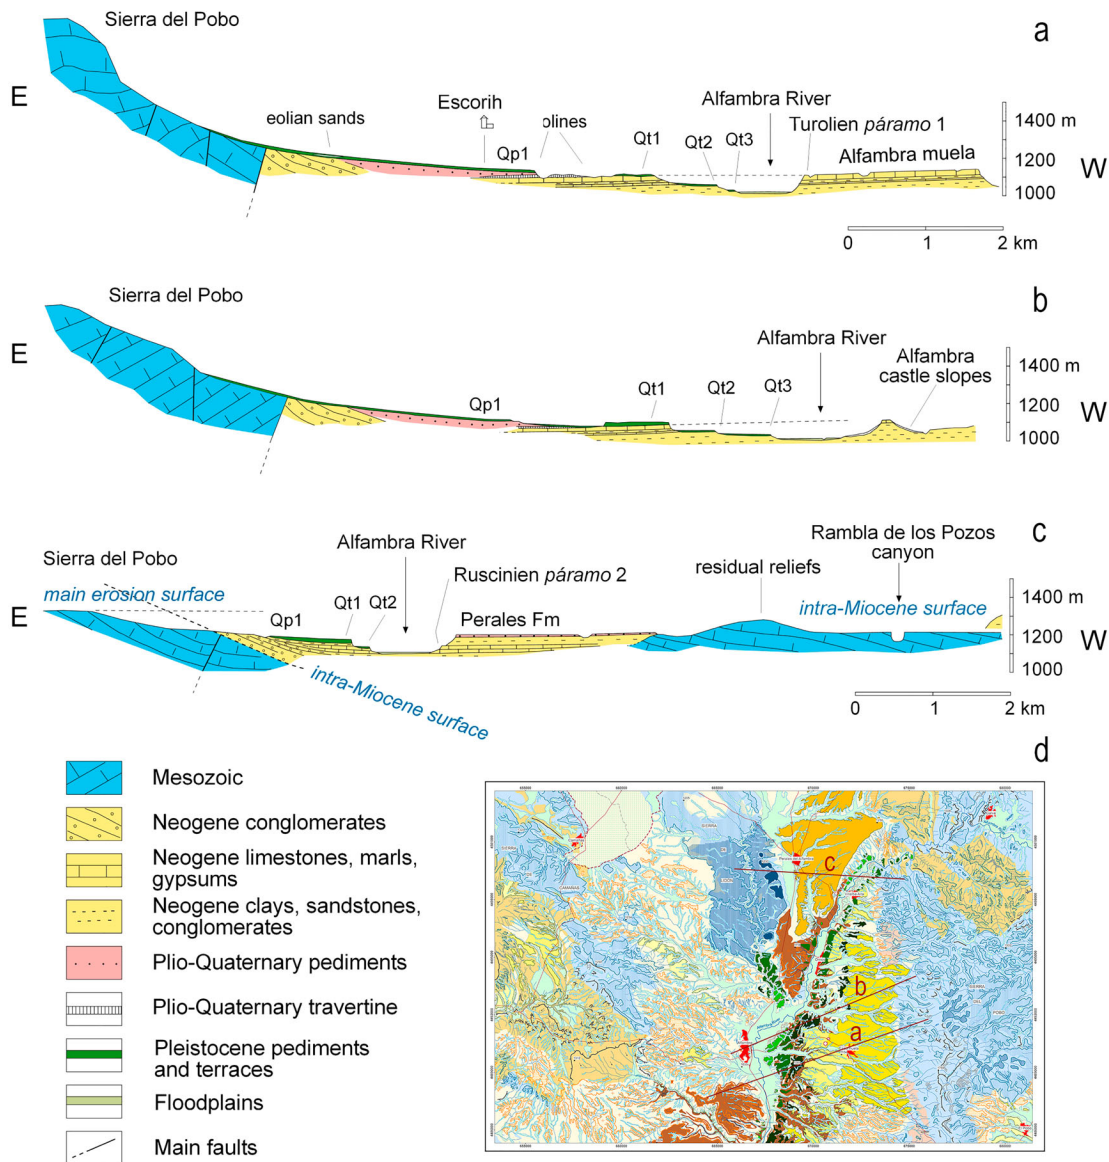 Sierra del Pobo
a
E
eolian sands
Escorih
olines
Qp1
Qt1
Qt2
Qt3
Alfambra River
Turolien páramo 1
Alfambra muela
1400 m
1200
1000
W
0 1 2 km
Sierra del Pobo
b
E
Qp1
Qt1
Qt2
Qt3
Alfambra River
Alfambra
castle slopes
1400 m
1200
1000
W
Sierra del Pobo
c
E
main erosion surface
Qp1
Qt1
Qt2
Alfambra River
Ruscinien páramo 2
Perales Fm
intra-Miocene surface
residual reliefs
Rambla de los Pozos
canyon
intra-Miocene surface
1400 m
1200
1000
W
0 1 2 km
d
Mesozoic
Neogene conglomerates
Neogene limestones, marls,
gypsums
Neogene clays, sandstones,
conglomerates
Plio-Quaternary pediments
Plio-Quaternary travertine
Pleistocene pediments
and terraces
Floodplains
Main faults
c
b
a